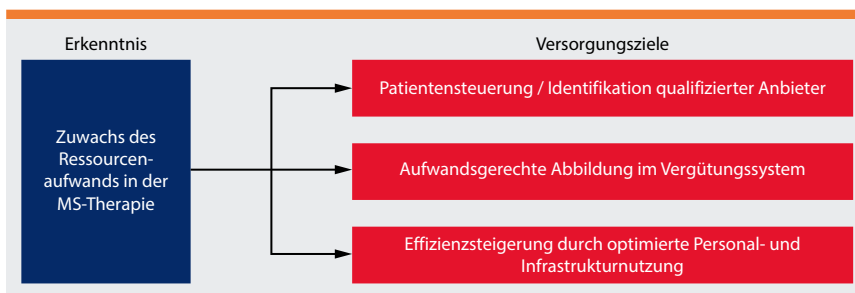 Erkenntnis
Versorgungsziele
Zuwachs des
Ressourcen-
aufwands in der
MS-Therapie
Patientensteuerung / Identifikation qualifizierter Anbieter
Aufwandsgerechte Abbildung im Vergütungssystem
Effizienzsteigerung durch optimierte Personal- und
Infrastrukturnutzung